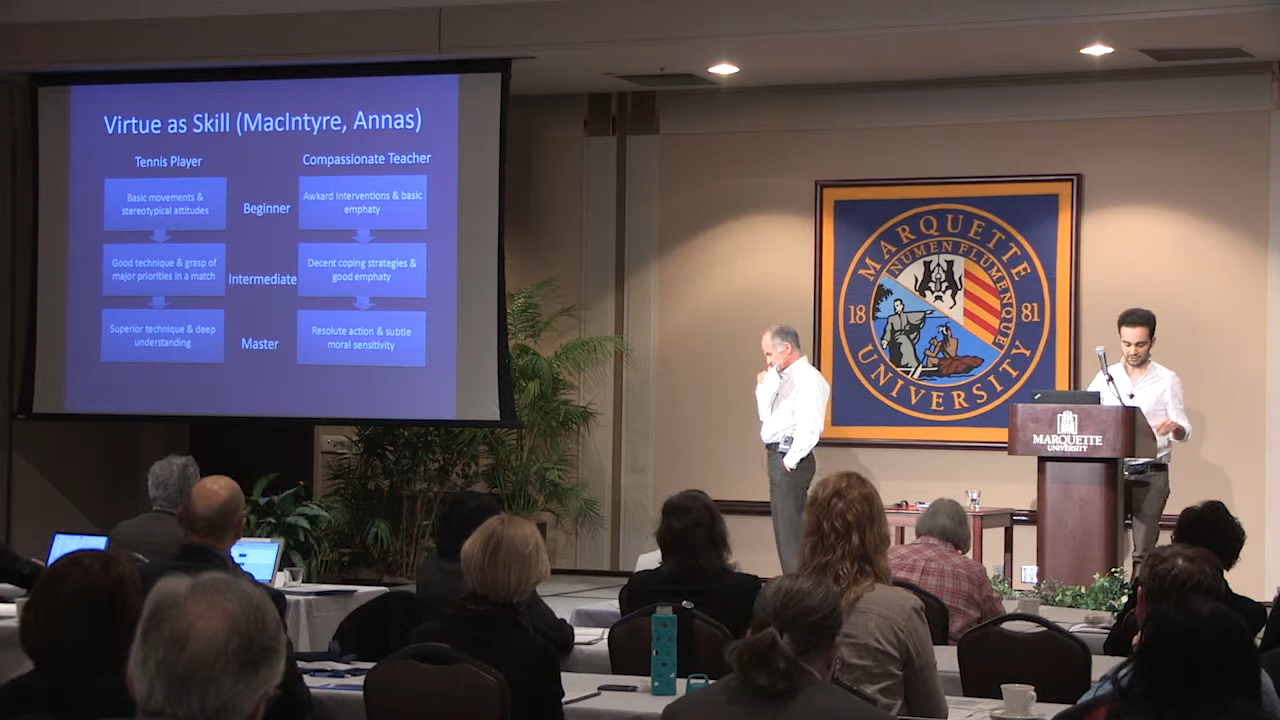 Virtue as Skill (MacIntyre, Annas)
Tennis Player
Compassionate Teacher
Basic movements &
stereotypical attitudes
Beginner
Awkard Interventions & basic
emphaty
Good technique & grasp of
major priorities in a match
Intermediate
Decent coping strategies &
good emphaty
Superior technique & deep
understanding
Master
Resolute action & subtle
moral sensitivity
MARQUETTE
NUMEN FLUMENQUE
18 81
UNIVERSITY
MARQUETTE
UNIVERSITY